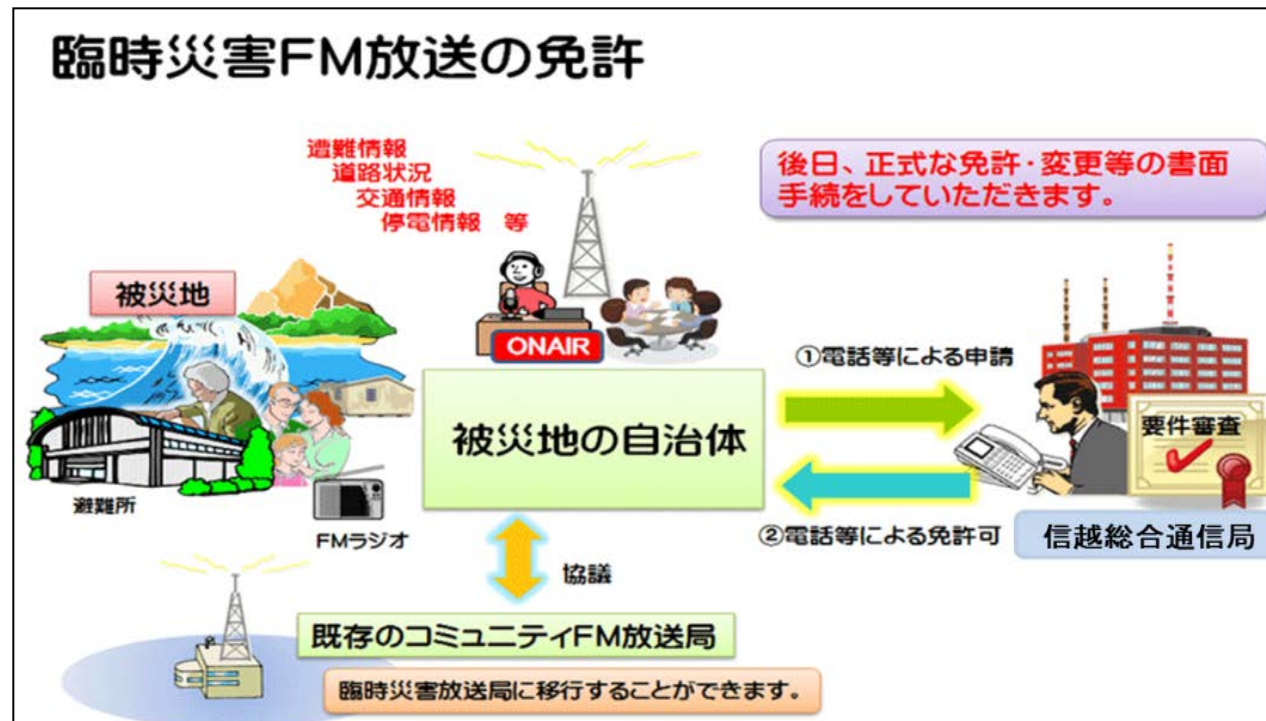 臨時災害FM放送の免許
遭難情報
道路状況
交通情報
停電情報　等
後日、正式な免許・変更等の書面
手続をしていただきます。
被災地
ONAIR
①電話等による申請
要件審査
被災地の自治体
避難所
FMラジオ
②電話等による免許可
信越総合通信局
協議
既存のコミュニティFM放送局
臨時災害放送局に移行することができます。